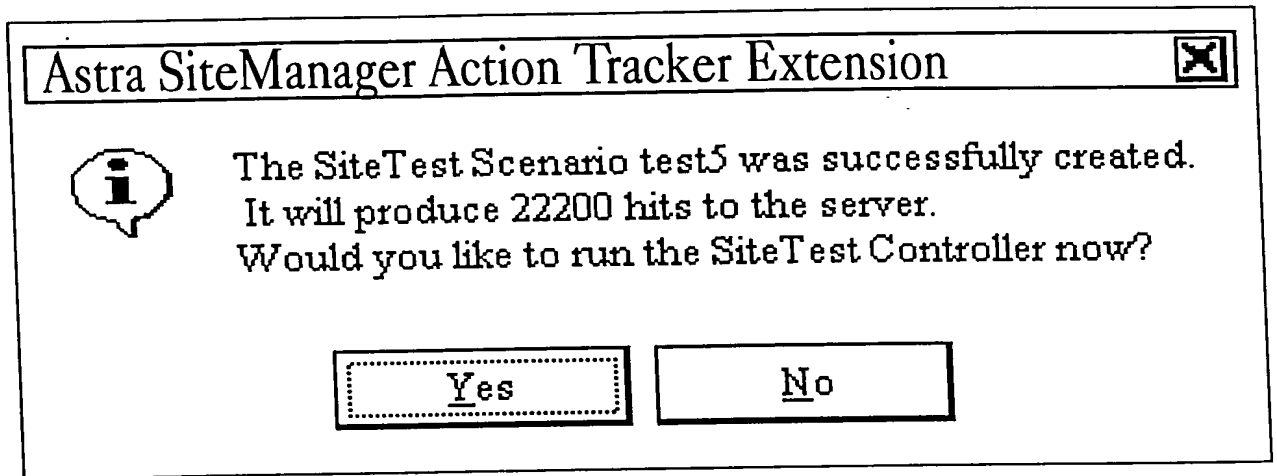 Astra SiteManager Action Tracker Extension
The SiteTest Scenario test5 was successfully created.
It will produce 22200 hits to the server.
Would you like to run the SiteTest Controller now?
Yes
No